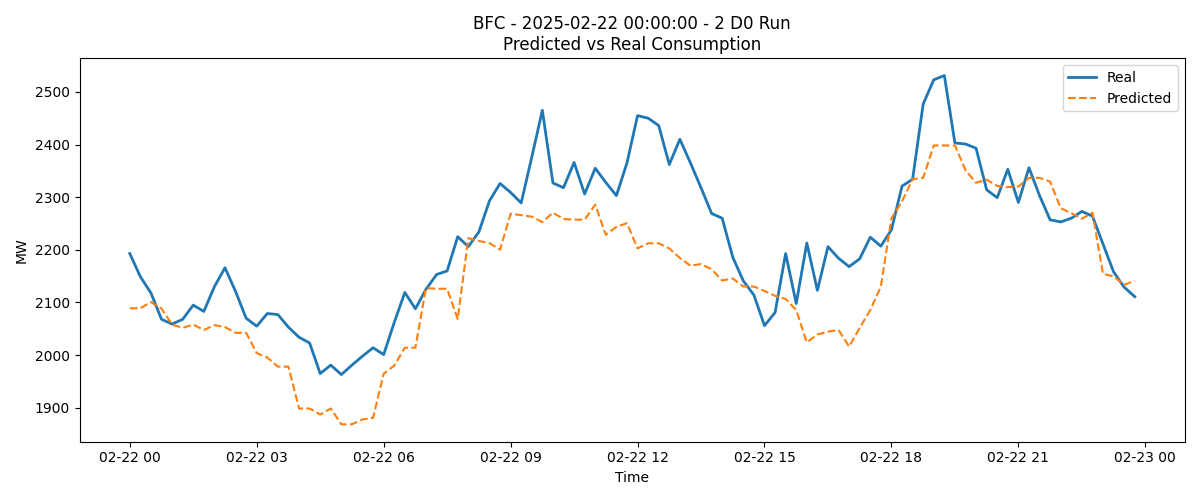 BFC - 2025-02-22 00:00:00 - 2 D0 Run
Predicted vs Real Consumption
Real
Predicted
MW
2500
2400
2300
2200
2100
2000
1900
02-22 00
02-22 03
02-22 06
02-22 09
02-22 12
02-22 15
02-22 18
02-22 21
02-23 00
Time